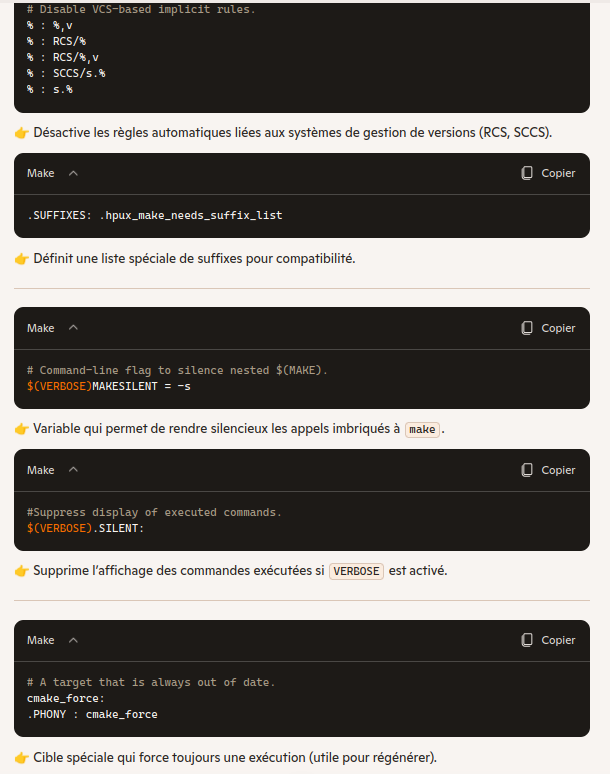 # Disable VCS-based implicit rules.
% : %,v
% : RCS/%
% : RCS/%,v
% : SCCS/s.%
% : s.%
👉 Désactive les règles automatiques liées aux systèmes de gestion de versions (RCS, SCCS).
Make Copier
.SUFFIXES: .hpux_make_needs_suffix_list
👉 Définit une liste spéciale de suffixes pour compatibilité.
Make Copier
# Command-line flag to silence nested $(MAKE).
$(VERBOSE)MAKESILENT = -s
👉 Variable qui permet de rendre silencieux les appels imbriqués à make.
Make Copier
#Suppress display of executed commands.
$(VERBOSE).SILENT:
👉 Supprime l’affichage des commandes exécutées si VERBOSE est activé.
Make Copier
# A target that is always out of date.
cmake_force:
.PHONY : cmake_force
👉 Cible spéciale qui force toujours une exécution (utile pour régénérer).